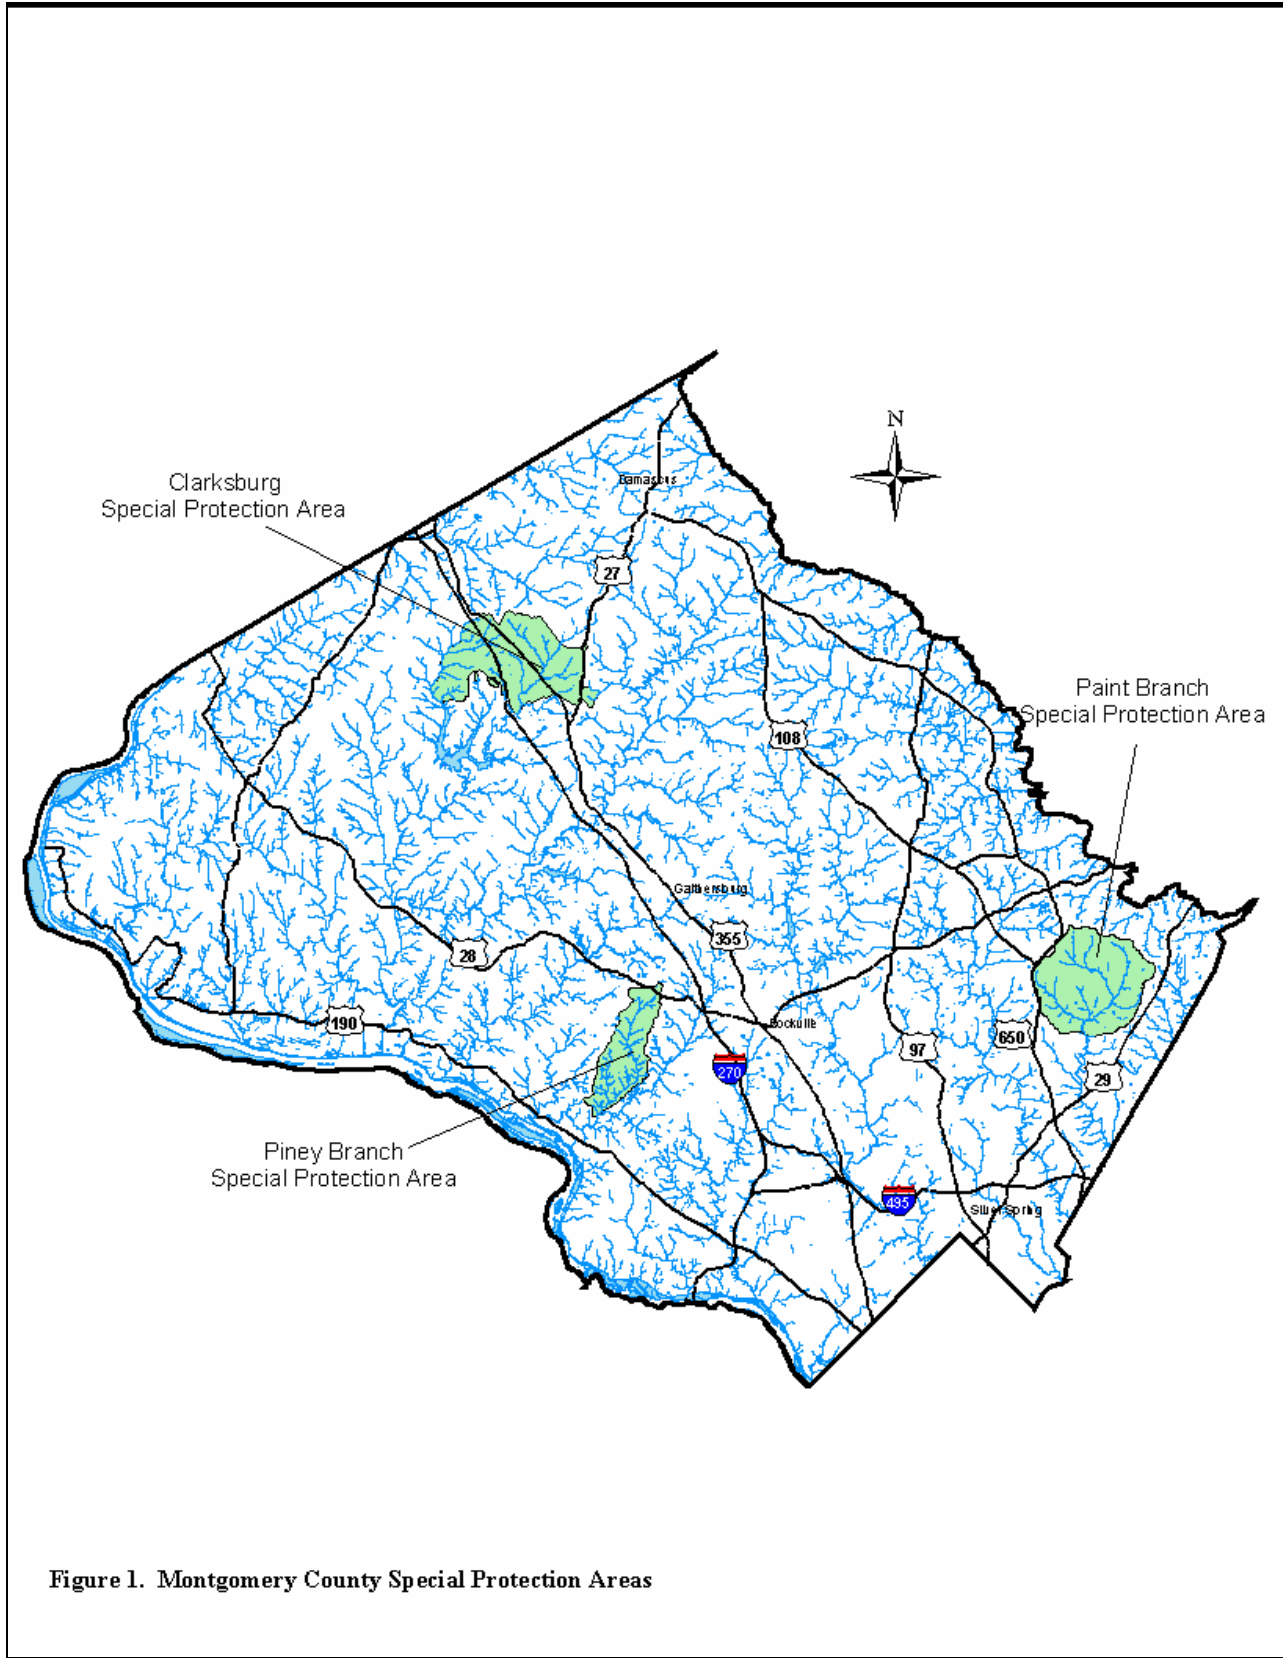 N
Clarksburg
Special Protection Area
Damascus
27
Paint Branch
Special Protection Area
108
Gaithersburg
355
28
190
Rockville
270
97
650
29
Piney Branch
Special Protection Area
495
Silver Spring
Figure 1. Montgomery County Special Protection Areas